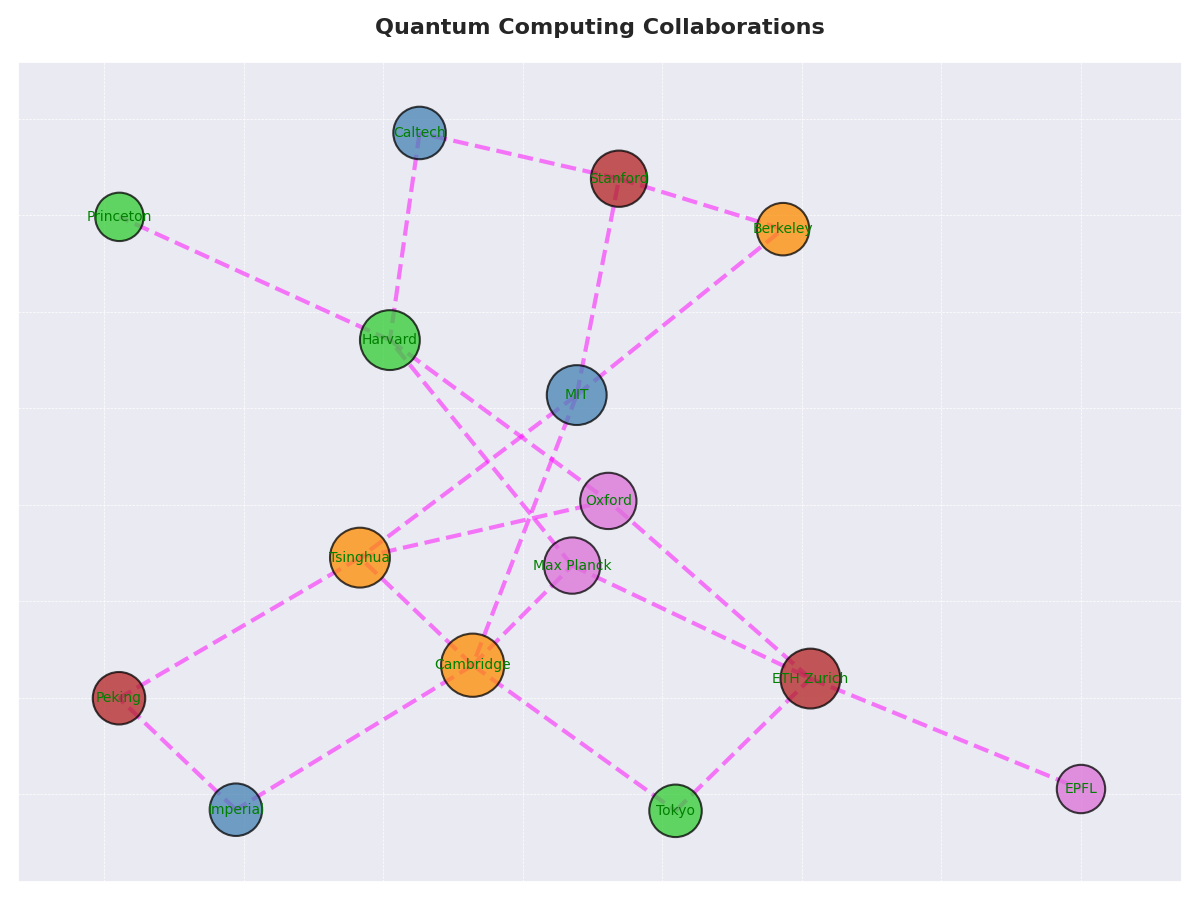 Quantum Computing Collaborations
Caltech
Stanford
Princeton
Berkeley
Harvard
MIT
Oxford
Tsinghua
Max Planck
Cambridge
ETH Zurich
Peking
EPFL
Imperial
Tokyo